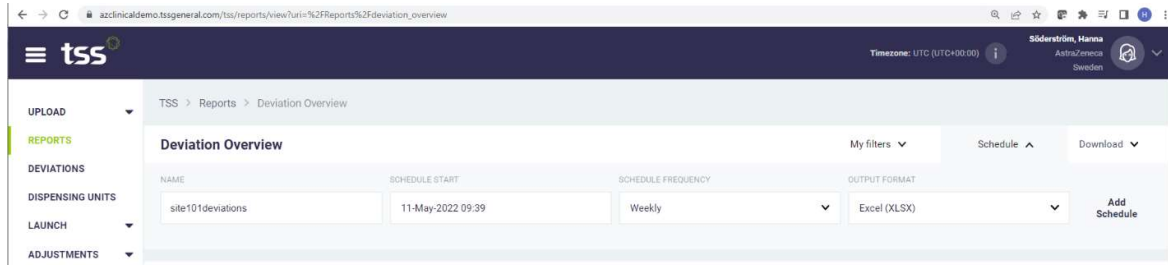 azclinicaldemo.tssgeneral.com/tss/reports/view?uri=%2FReports%2Fdeviation_overview
H
tss
Timezone: UTC (UTC+00:00) i
Söderström, Hanna
AstraZeneca
Sweden
UPLOAD
REPORTS
DEVIATIONS
DISPENSING UNITS
LAUNCH
ADJUSTMENTS
TSS > Reports > Deviation Overview
Deviation Overview
My filters
Schedule
Download
NAME
SCHEDULE START
SCHEDULE FREQUENCY
OUTPUT FORMAT
site101deviations
11-May-2022 09:39
Weekly
Excel (XLSX)
Add
Schedule